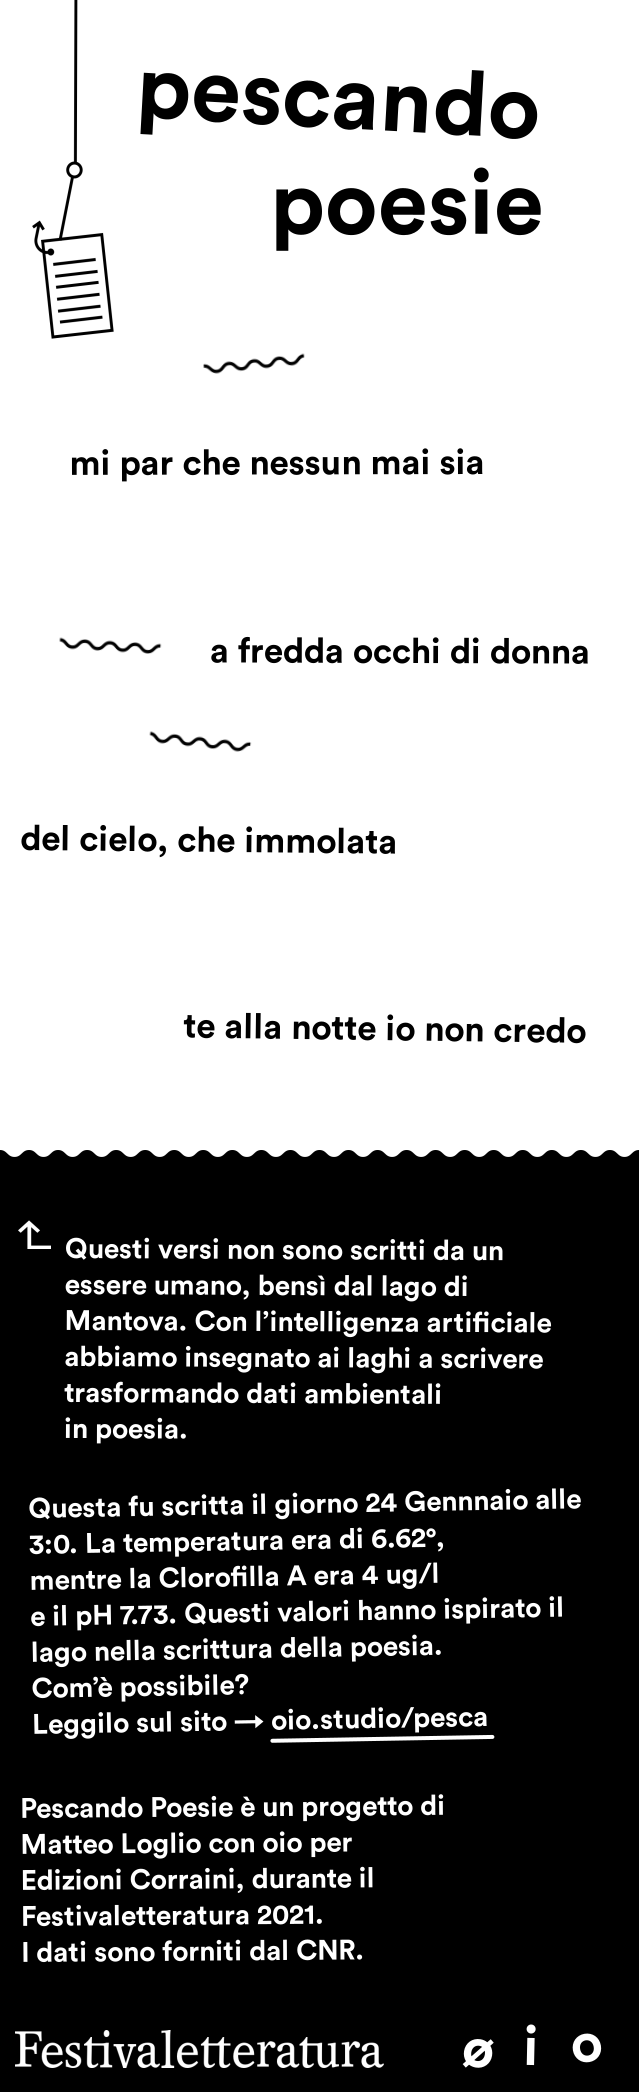 pescando
poesie
mi par che nessun mai sia
a fredda occhi di donna
del cielo, che immolata
te alla notte io non credo
Questi versi non sono scritti da un
essere umano, bensì dal lago di
Mantova. Con l’intelligenza artificiale
abbiamo insegnato ai laghi a scrivere
trasformando dati ambientali
in poesia.
Questa fu scritta il giorno 24 Gennnaio alle
3:0. La temperatura era di 6.62°,
mentre la Clorofilla A era 4 ug/l
e il pH 7.73. Questi valori hanno ispirato il
lago nella scrittura della poesia.
Com’è possibile?
Leggilo sul sito → oio.studio/pesca
Pescando Poesie è un progetto di
Matteo Loglio con oio per
Edizioni Corraini, durante il
Festivaletteratura 2021.
I dati sono forniti dal CNR.
Festivaletteratura ø i o